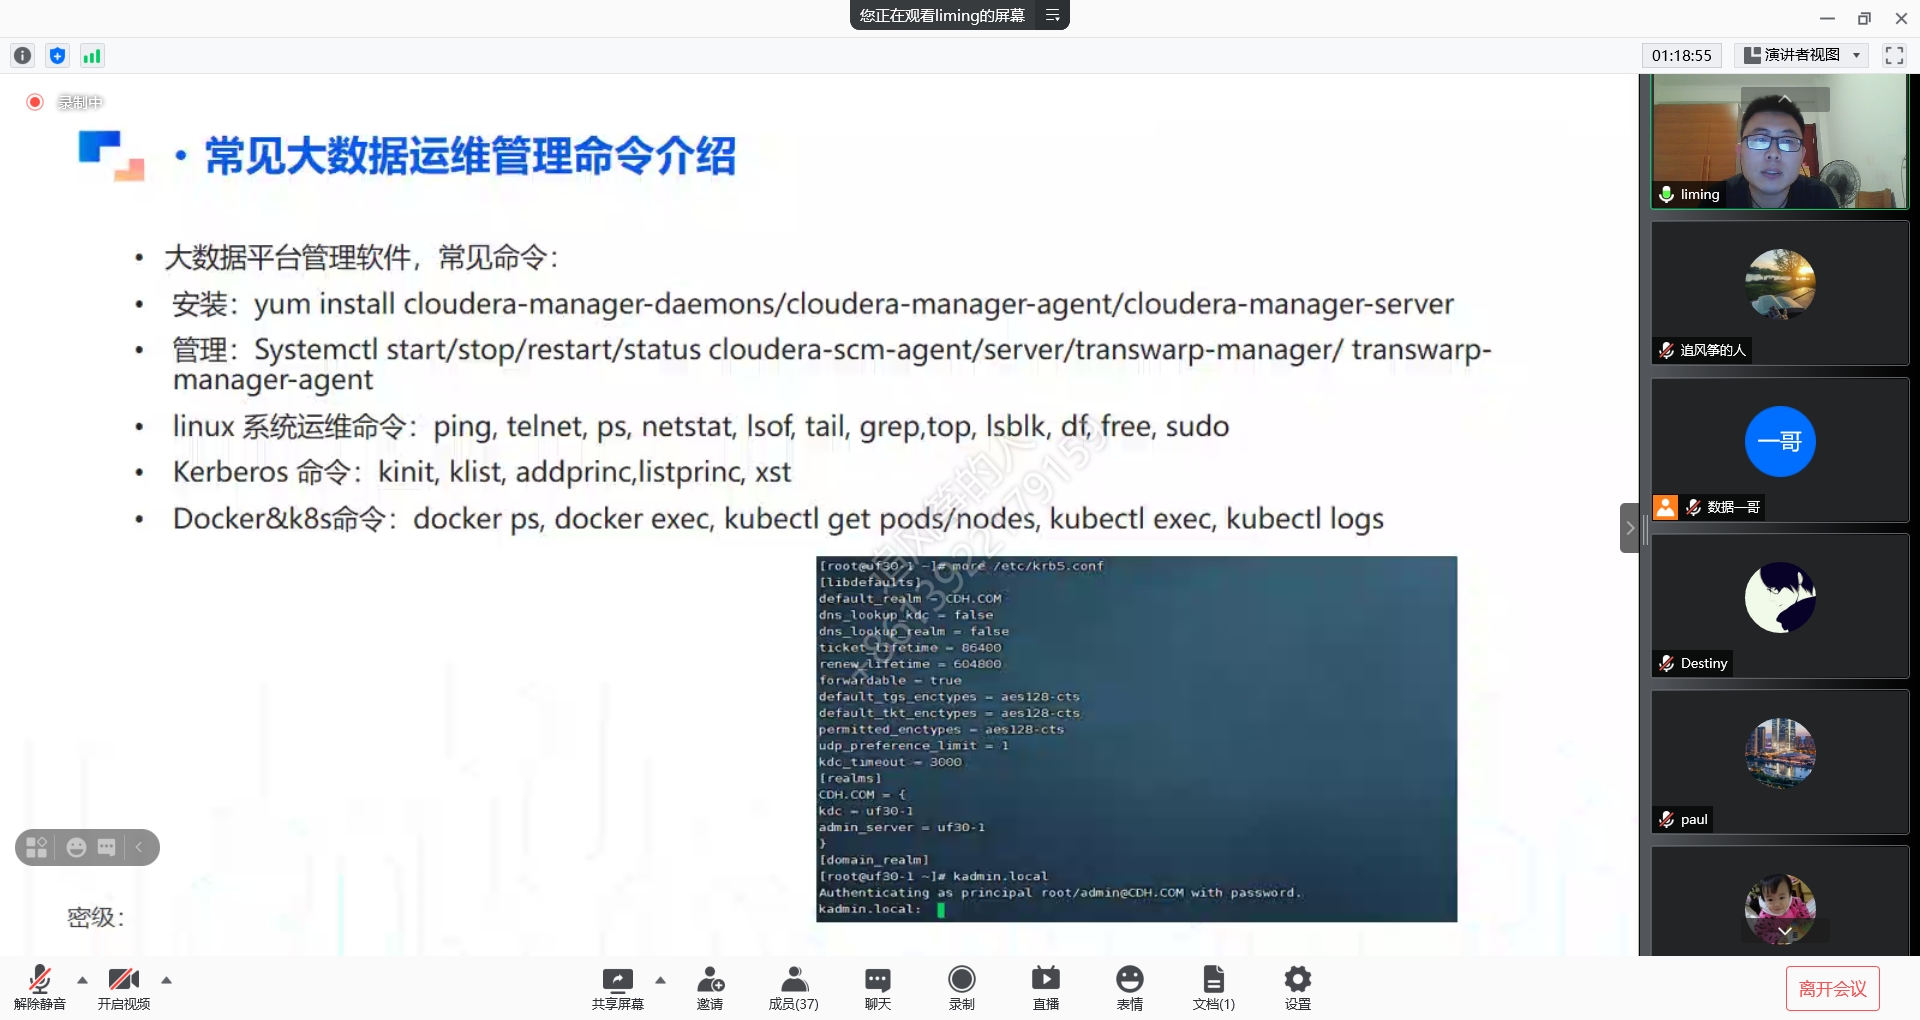 您正在观看liming的屏幕
01:18:55
演讲者视图
录制中
• 常见大数据运维管理命令介绍
• 大数据平台管理软件，常见命令：
• 安装：yum install cloudera-manager-daemons/cloudera-manager-agent/cloudera-manager-server
• 管理：Systemctl start/stop/restart/status cloudera-scm-agent/server/transwarp-manager/ transwarp-
manager-agent
• linux 系统运维命令：ping, telnet, ps, netstat, lsof, tail, grep,top, lsblk, df, free, sudo
• Kerberos 命令：kinit, klist, addprinc,listprinc, xst
• Docker&k8s命令：docker ps, docker exec, kubectl get pods/nodes, kubectl exec, kubectl logs
追风筝的人
+8613922179159
[root@uf30-1 ~]# more /etc/krb5.conf
[libdefaults]
default_realm = CDH.COM
dns_lookup_kdc = false
dns_lookup_realm = false
ticket_lifetime = 86400
renew_lifetime = 604800
forwardable = true
default_tgs_enctypes = aes128-cts
default_tkt_enctypes = aes128-cts
permitted_enctypes = aes128-cts
udp_preference_limit = 1
kdc_timeout = 3000
[realms]
CDH.COM = {
kdc = uf30-1
admin_server = uf30-1
}
[domain_realm]
[root@uf30-1 ~]# kadmin.local
Authenticating as principal root/admin@CDH.COM with password.
kadmin.local:
密级：
liming
追风筝的人
一哥
数据一哥
Destiny
paul
解除静音
开启视频
共享屏幕
邀请
成员(37)
聊天
录制
直播
表情
文档(1)
设置
离开会议